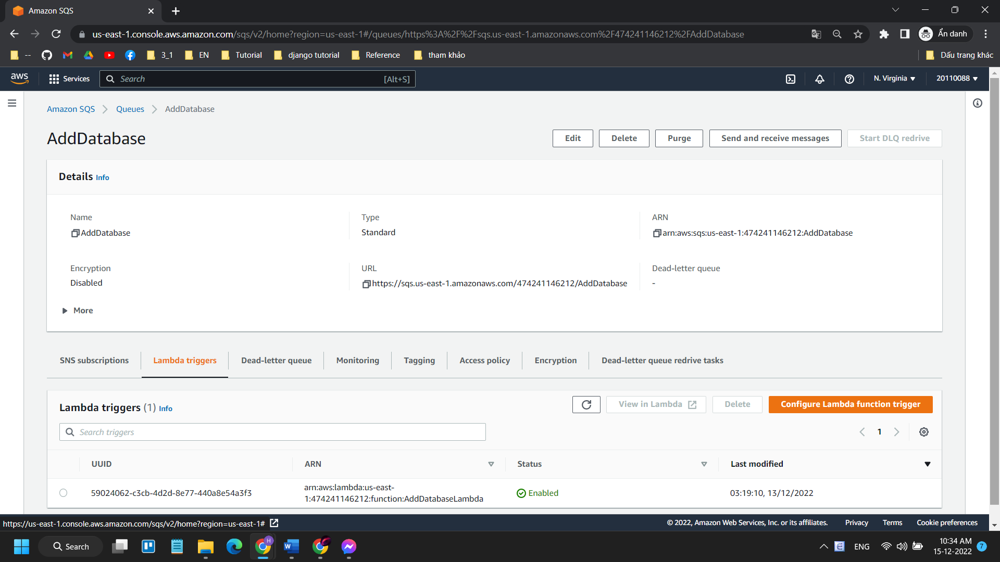 Amazon SQS
us-east-1.console.aws.amazon.com/sqs/v2/home?region=us-east-1#/queues/https%3A%2F%2Fsqs.us-east-1.amazonaws.com%2F474241146212%2FAddDatabase
Ẩn danh
--
3_1
EN
Tutorial
django tutorial
Reference
tham khảo
Dấu trang khác
aws
Services
Search
[Alt+S]
N. Virginia
20110088
Amazon SQS
Queues
AddDatabase
AddDatabase
Edit
Delete
Purge
Send and receive messages
Start DLQ redrive
Details Info
Name
AddDatabase
Type
Standard
ARN
arn:aws:sqs:us-east-1:474241146212:AddDatabase
Encryption
Disabled
URL
https://sqs.us-east-1.amazonaws.com/474241146212/AddDatabase
Dead-letter queue
-
More
SNS subscriptions
Lambda triggers
Dead-letter queue
Monitoring
Tagging
Access policy
Encryption
Dead-letter queue redrive tasks
Lambda triggers (1) Info
View in Lambda
Delete
Configure Lambda function trigger
Search triggers
1
UUID
ARN
Status
Last modified
59024062-c3cb-4d2d-8e77-440a8e54a3f3
arn:aws:lambda:us-east-
1:474241146212:function:AddDatabaseLambda
Enabled
03:19:10, 13/12/2022
https://us-east-1.console.aws.amazon.com/sqs/v2/home?region=us-east-1#
© 2022, Amazon Web Services, Inc. or its affiliates.
Privacy
Terms
Cookie preferences
Search
H
W
E
ENG
10:34 AM
15-12-2022
7